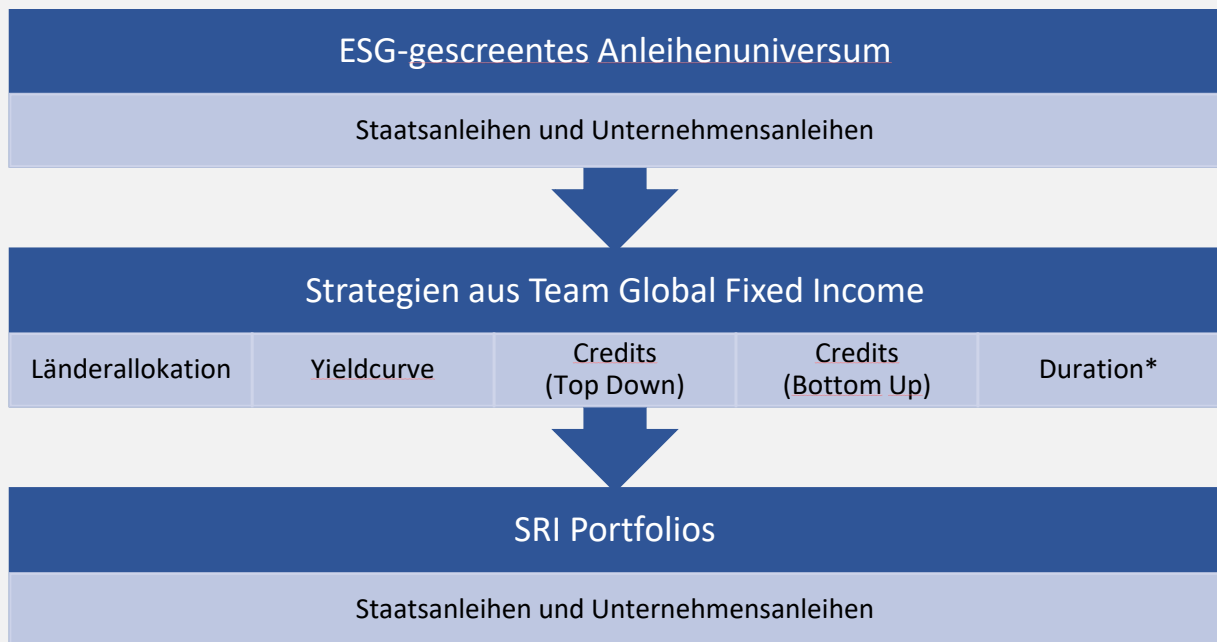 ESG-gescreentes Anleihenuniversum
Staatsanleihen und Unternehmensanleihen
Strategien aus Team Global Fixed Income
Länderallokation
Yieldcurve
Credits
(Top Down)
Credits
(Bottom Up)
Duration*
SRI Portfolios
Staatsanleihen und Unternehmensanleihen